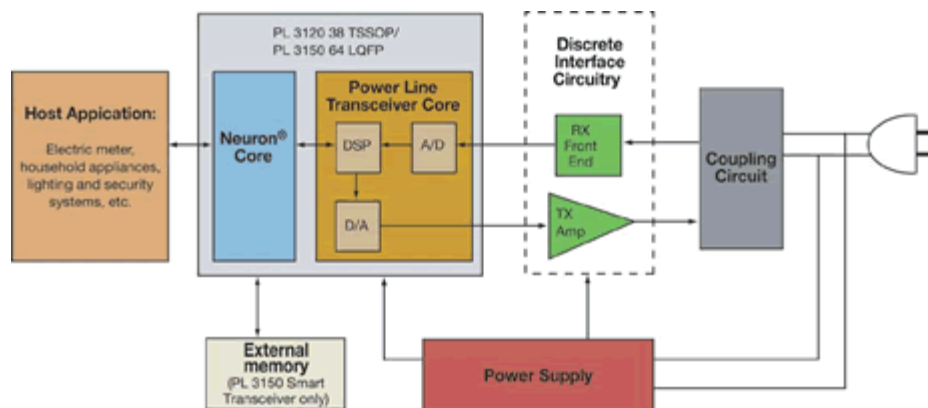 PL 3120 38 TSSOP/
PL 3150 64 LQFP
Host Appication:
Electric meter,
household appliances,
lighting and security
systems, etc.
Neuron®
Core
Power Line
Transceiver Core
DSP
A/D
D/A
Discrete
Interface
Circuitry
RX
Front
End
TX
Amp
Coupling
Circuit
External
memory
(PL 3150 Smart
Transceiver only)
Power Supply